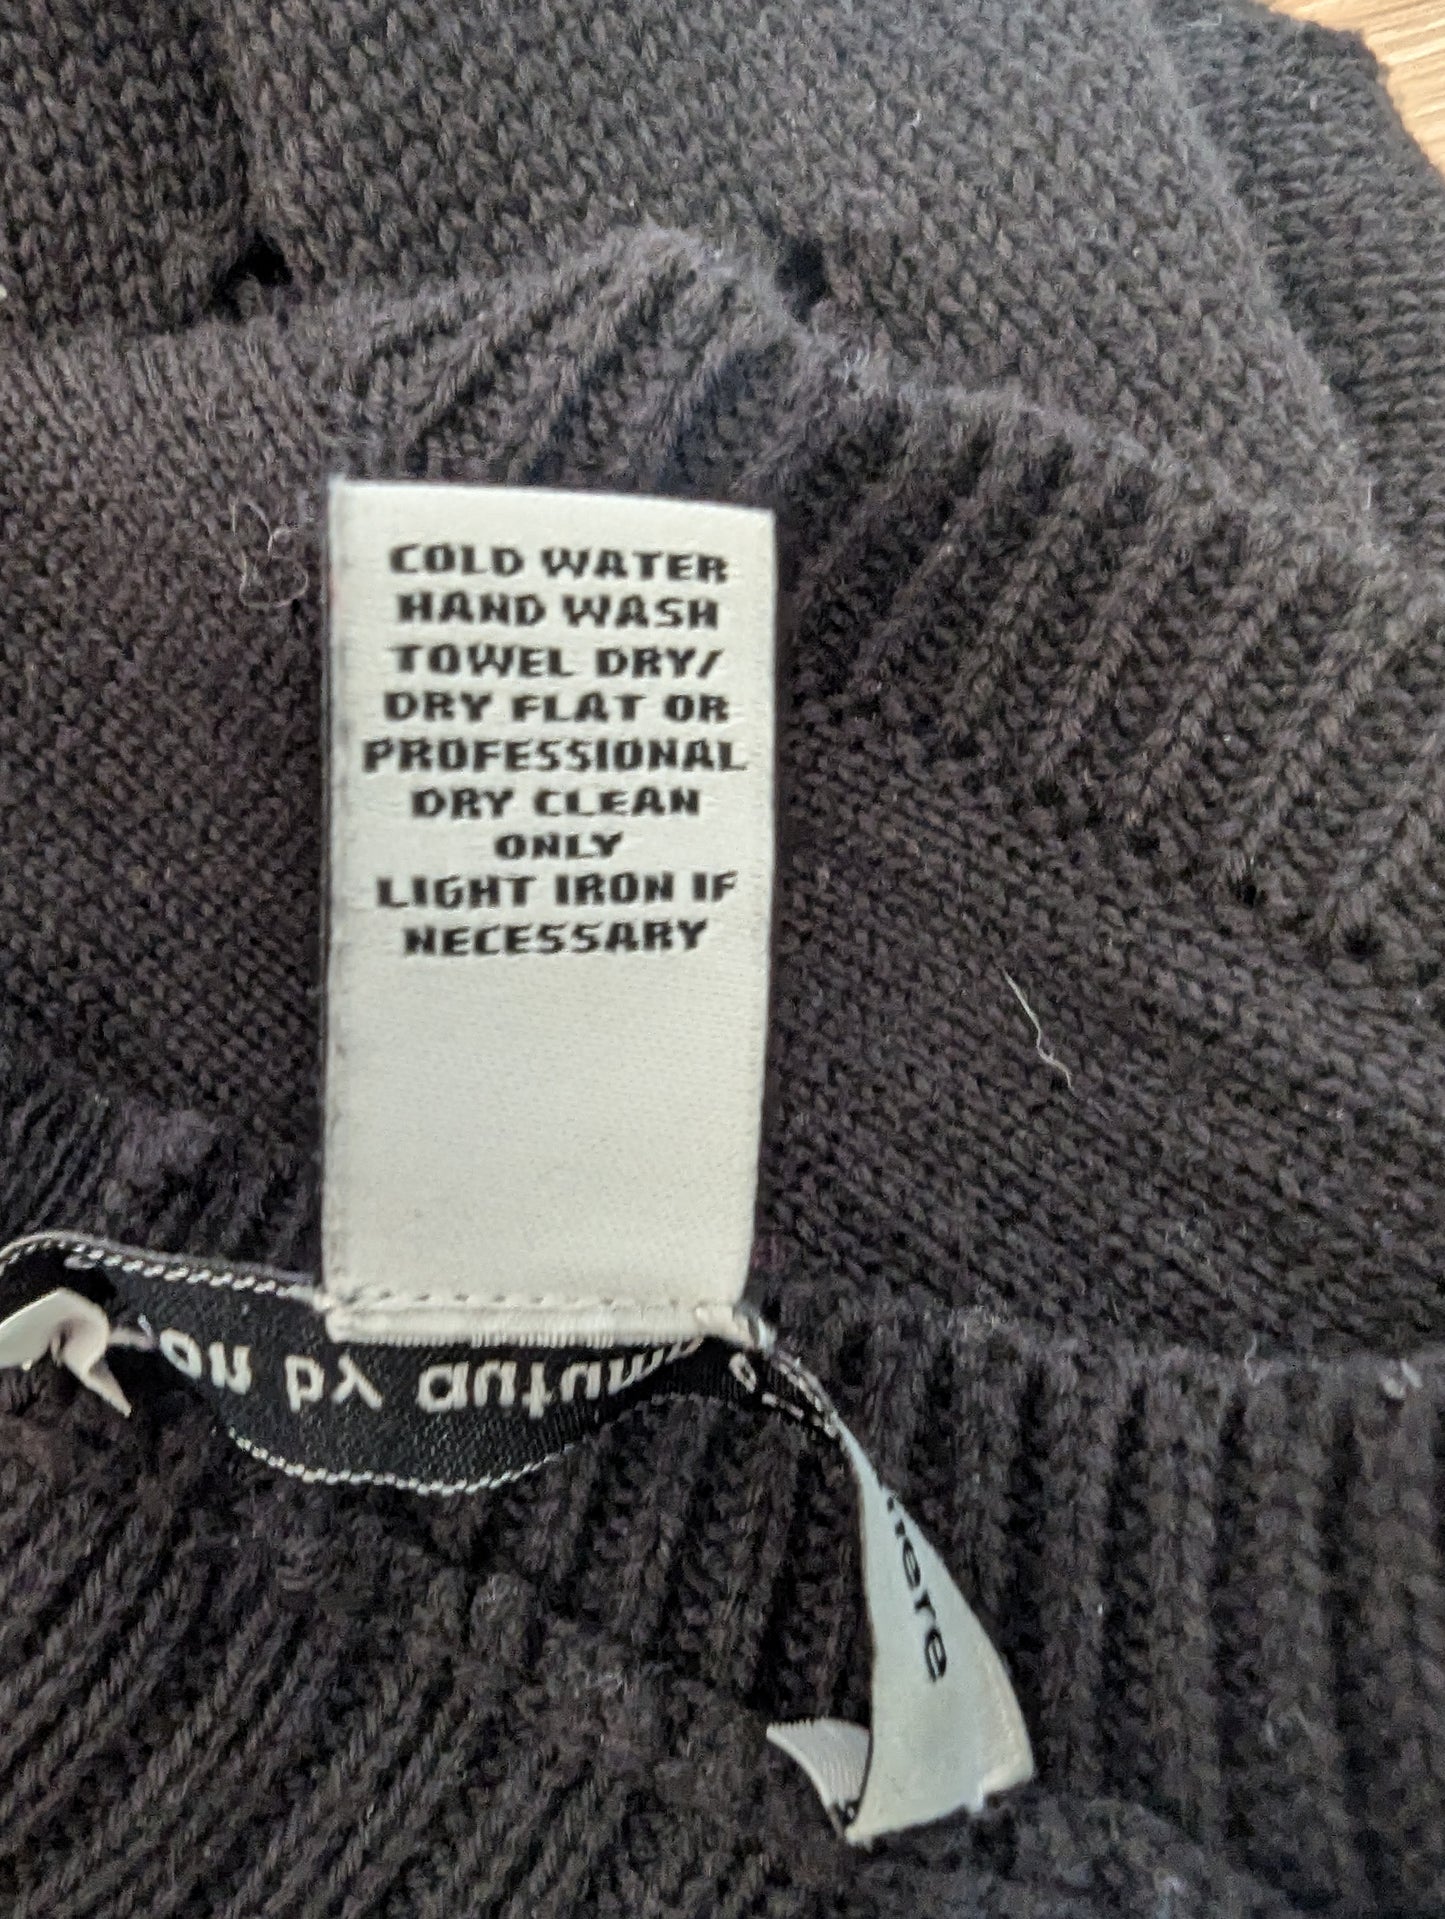 COLD WATER
HAND WASH
TOWEL DRY/
DRY FLAT OR
PROFESSIONAL
DRY CLEAN
ONLY
LIGHT IRON IF
NECESSARY